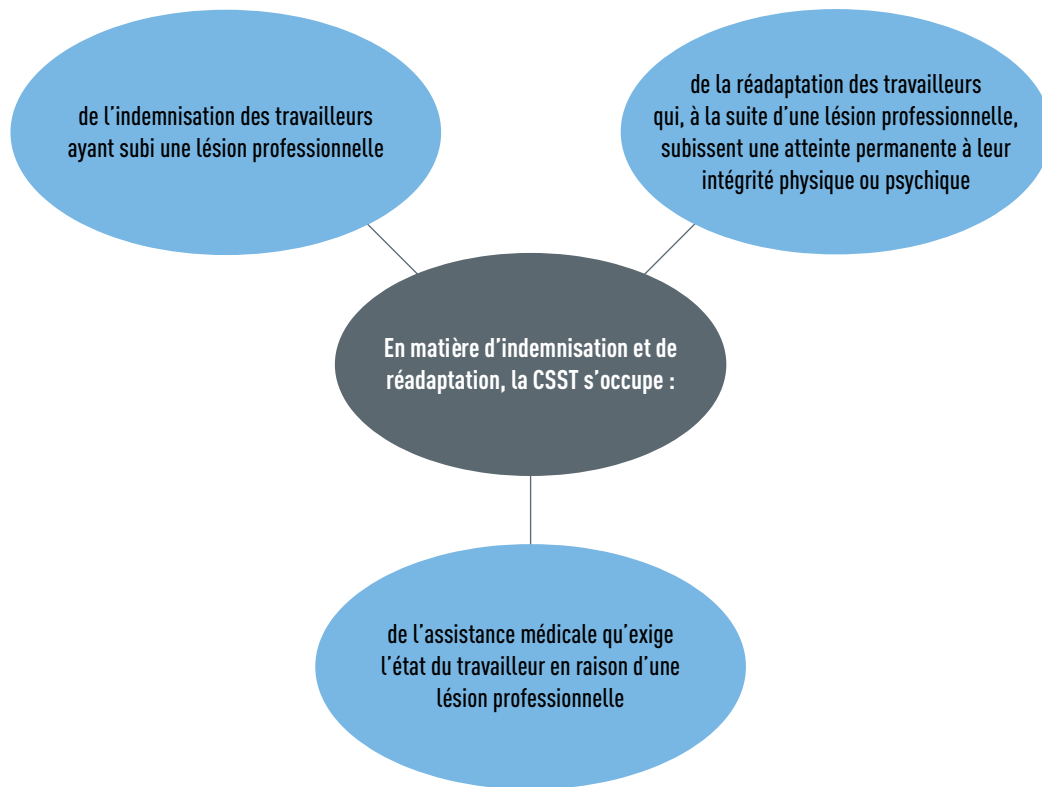 de l’indemnisation des travailleurs
ayant subi une lésion professionnelle
de la réadaptation des travailleurs
qui, à la suite d’une lésion professionnelle,
subissent une atteinte permanente à leur
intégrité physique ou psychique
En matière d’indemnisation et de
réadaptation, la CSST s’occupe :
de l’assistance médicale qu’exige
l’état du travailleur en raison d’une
lésion professionnelle